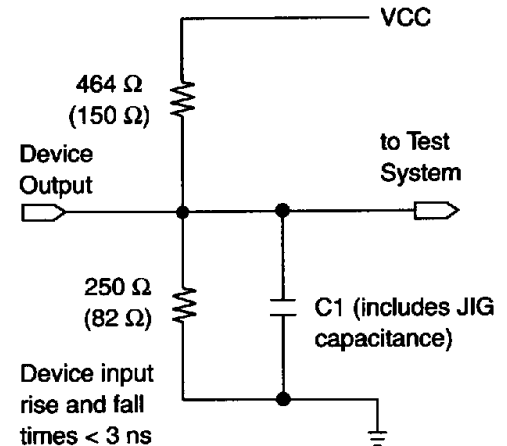 VCC
464 Ω
(150 Ω)
Device
Output
to Test
System
250 Ω
(82 Ω)
C1 (includes JIG
capacitance)
Device input
rise and fall
times < 3 ns